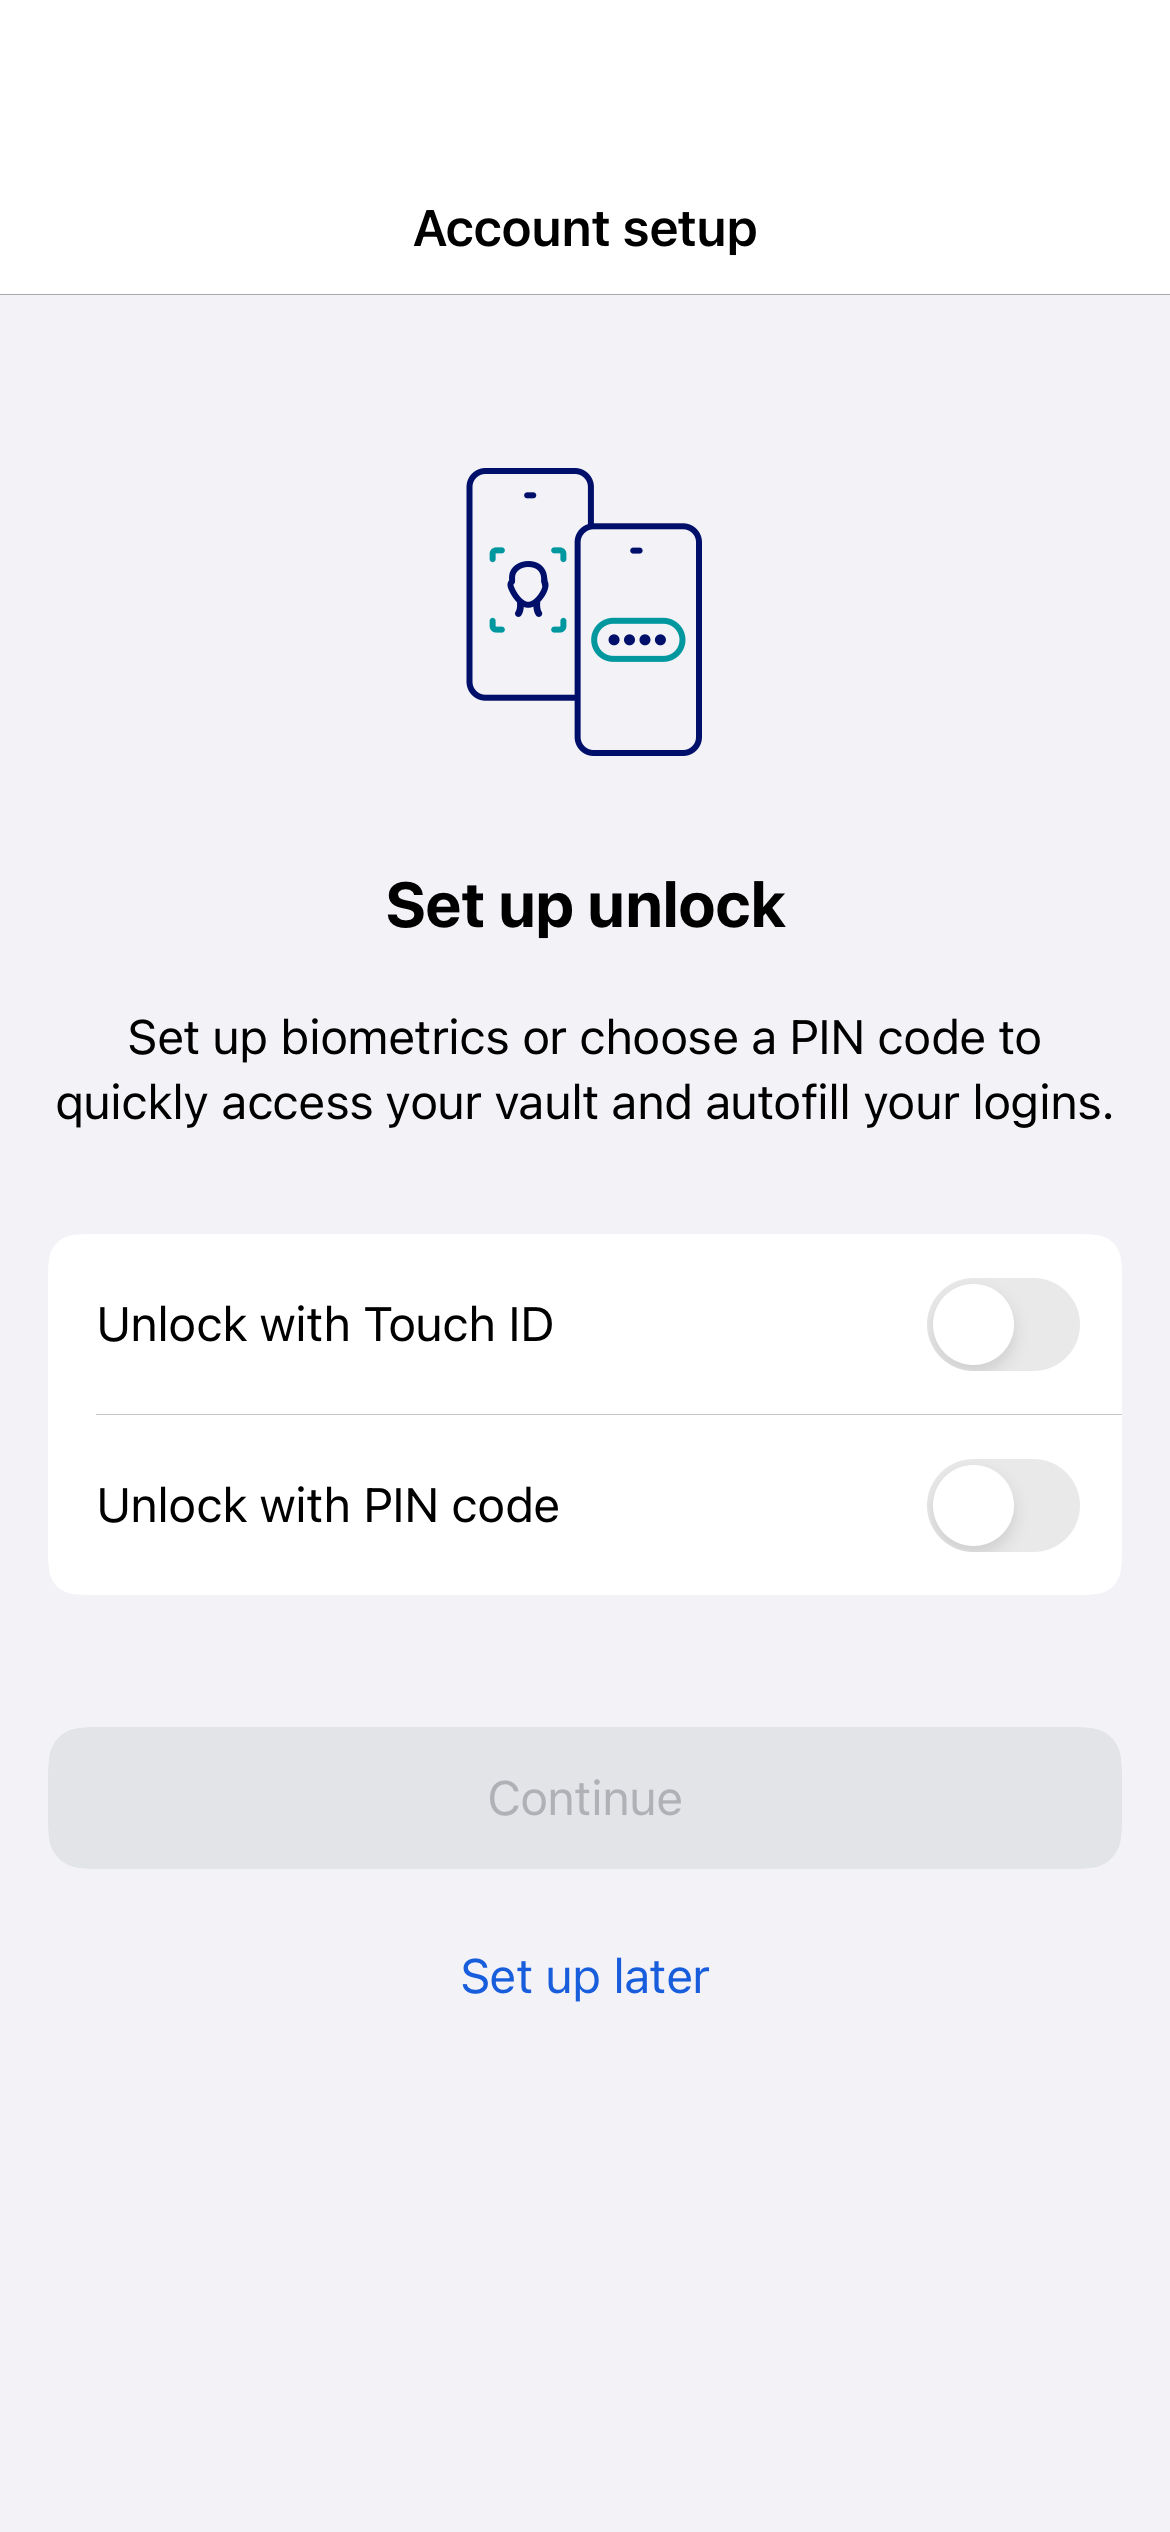 Account setup
Set up unlock
Set up biometrics or choose a PIN code to
quickly access your vault and autofill your logins.
Unlock with Touch ID
Unlock with PIN code
Continue
Set up later